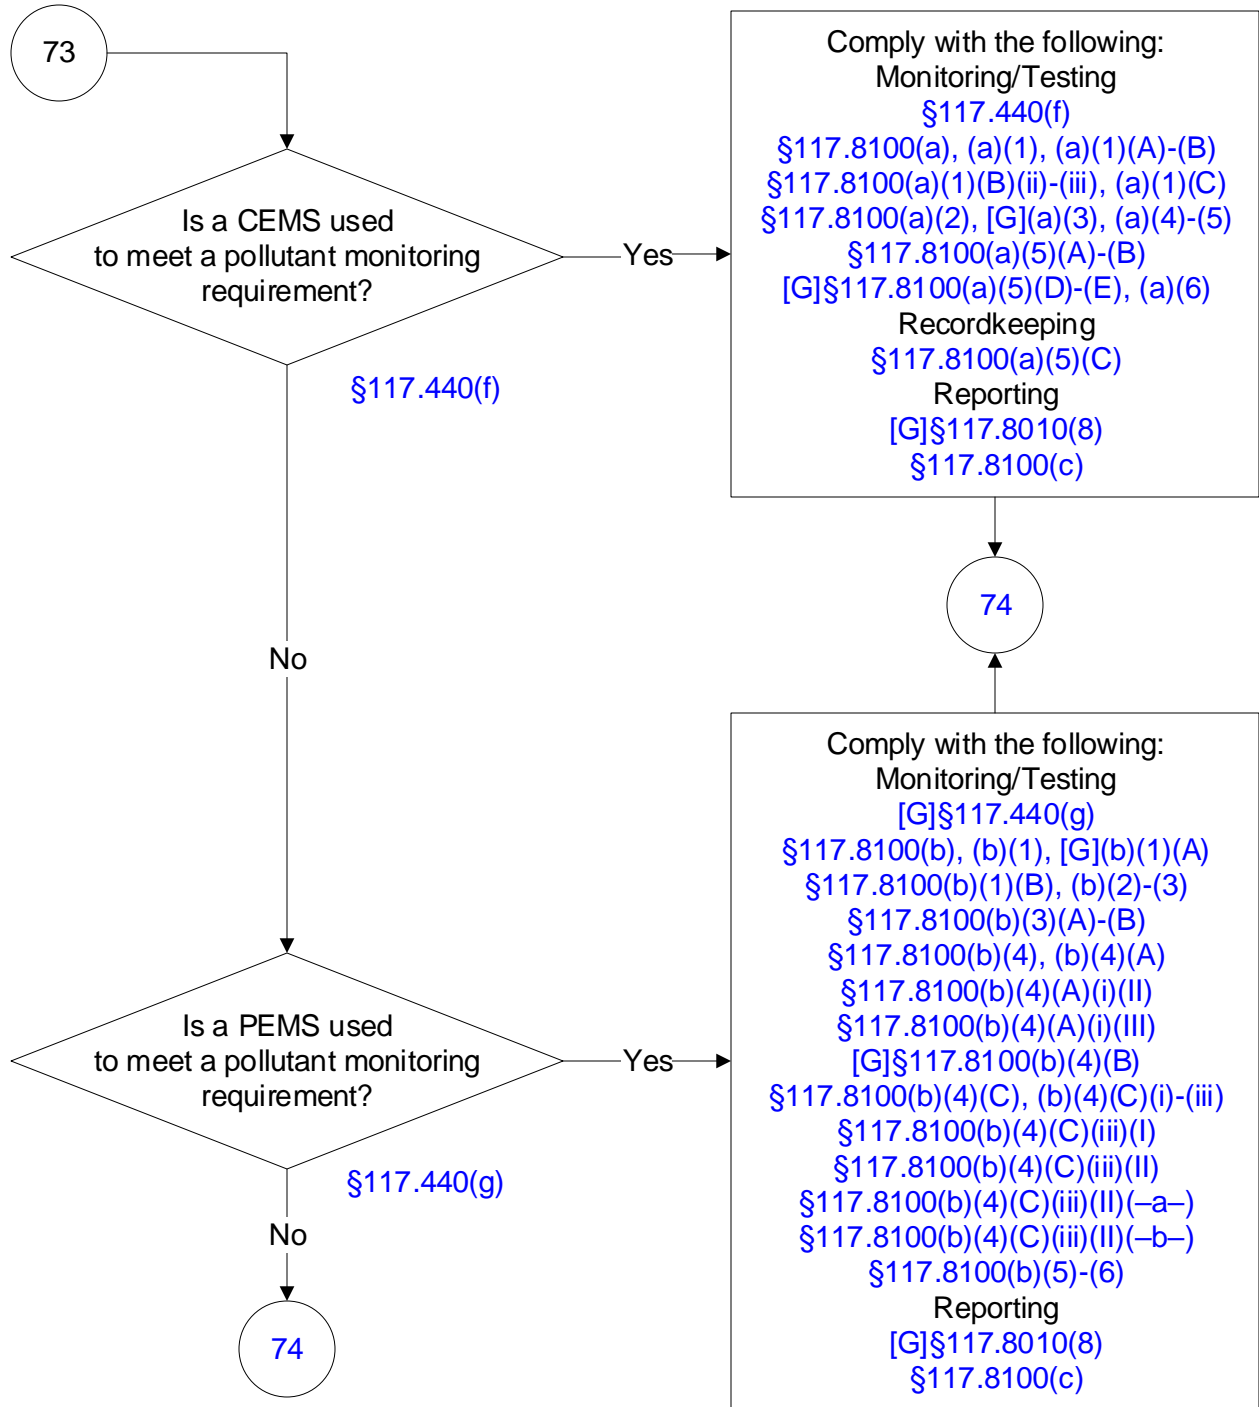 73
Is a CEMS used
to meet a pollutant monitoring
requirement?
§117.440(f)
Yes
Comply with the following:
Monitoring/Testing
§117.440(f)
§117.8100(a), (a)(1), (a)(1)(A)-(B)
§117.8100(a)(1)(B)(ii)-(iii), (a)(1)(C)
§117.8100(a)(2), [G](a)(3), (a)(4)-(5)
§117.8100(a)(5)(A)-(B)
[G]§117.8100(a)(5)(D)-(E), (a)(6)
Recordkeeping
§117.8100(a)(5)(C)
Reporting
[G]§117.8010(8)
§117.8100(c)
74
No
Is a PEMS used
to meet a pollutant monitoring
requirement?
§117.440(g)
Yes
Comply with the following:
Monitoring/Testing
[G]§117.440(g)
§117.8100(b), (b)(1), [G](b)(1)(A)
§117.8100(b)(1)(B), (b)(2)-(3)
§117.8100(b)(3)(A)-(B)
§117.8100(b)(4), (b)(4)(A)
§117.8100(b)(4)(A)(i)(II)
§117.8100(b)(4)(A)(i)(III)
[G]§117.8100(b)(4)(B)
§117.8100(b)(4)(C), (b)(4)(C)(i)-(iii)
§117.8100(b)(4)(C)(iii)(I)
§117.8100(b)(4)(C)(iii)(II)
§117.8100(b)(4)(C)(iii)(II)(–a–)
§117.8100(b)(4)(C)(iii)(II)(–b–)
§117.8100(b)(5)-(6)
Reporting
[G]§117.8010(8)
§117.8100(c)
No
74